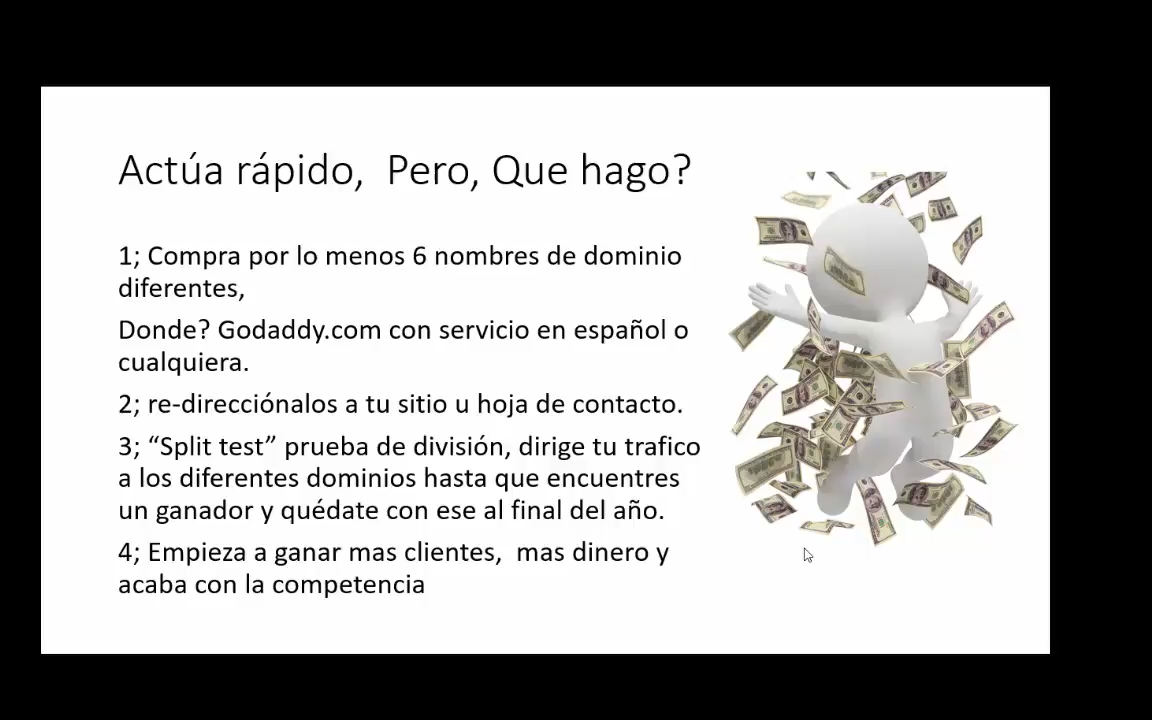 Actúa rápido,  Pero, Que hago?
1; Compra por lo menos 6 nombres de dominio
diferentes,
Donde? Godaddy.com con servicio en español o
cualquiera.
2; re-direcciónalos a tu sitio u hoja de contacto.
3; “Split test” prueba de división, dirige tu trafico
a los diferentes dominios hasta que encuentres
un ganador y quédate con ese al final del año.
4; Empieza a ganar mas clientes,  mas dinero y
acaba con la competencia